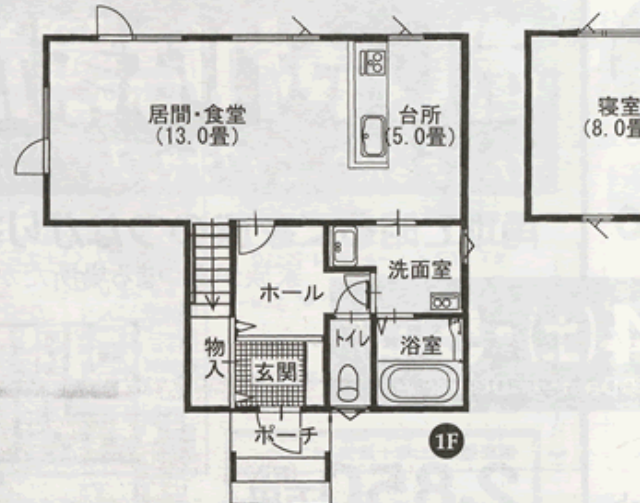 居間・食堂
(13.0畳)
台所
(5.0畳)
寝室
(8.0畳
洗面室
ホール
物入
トイレ
浴室
玄関
ポーチ
1F